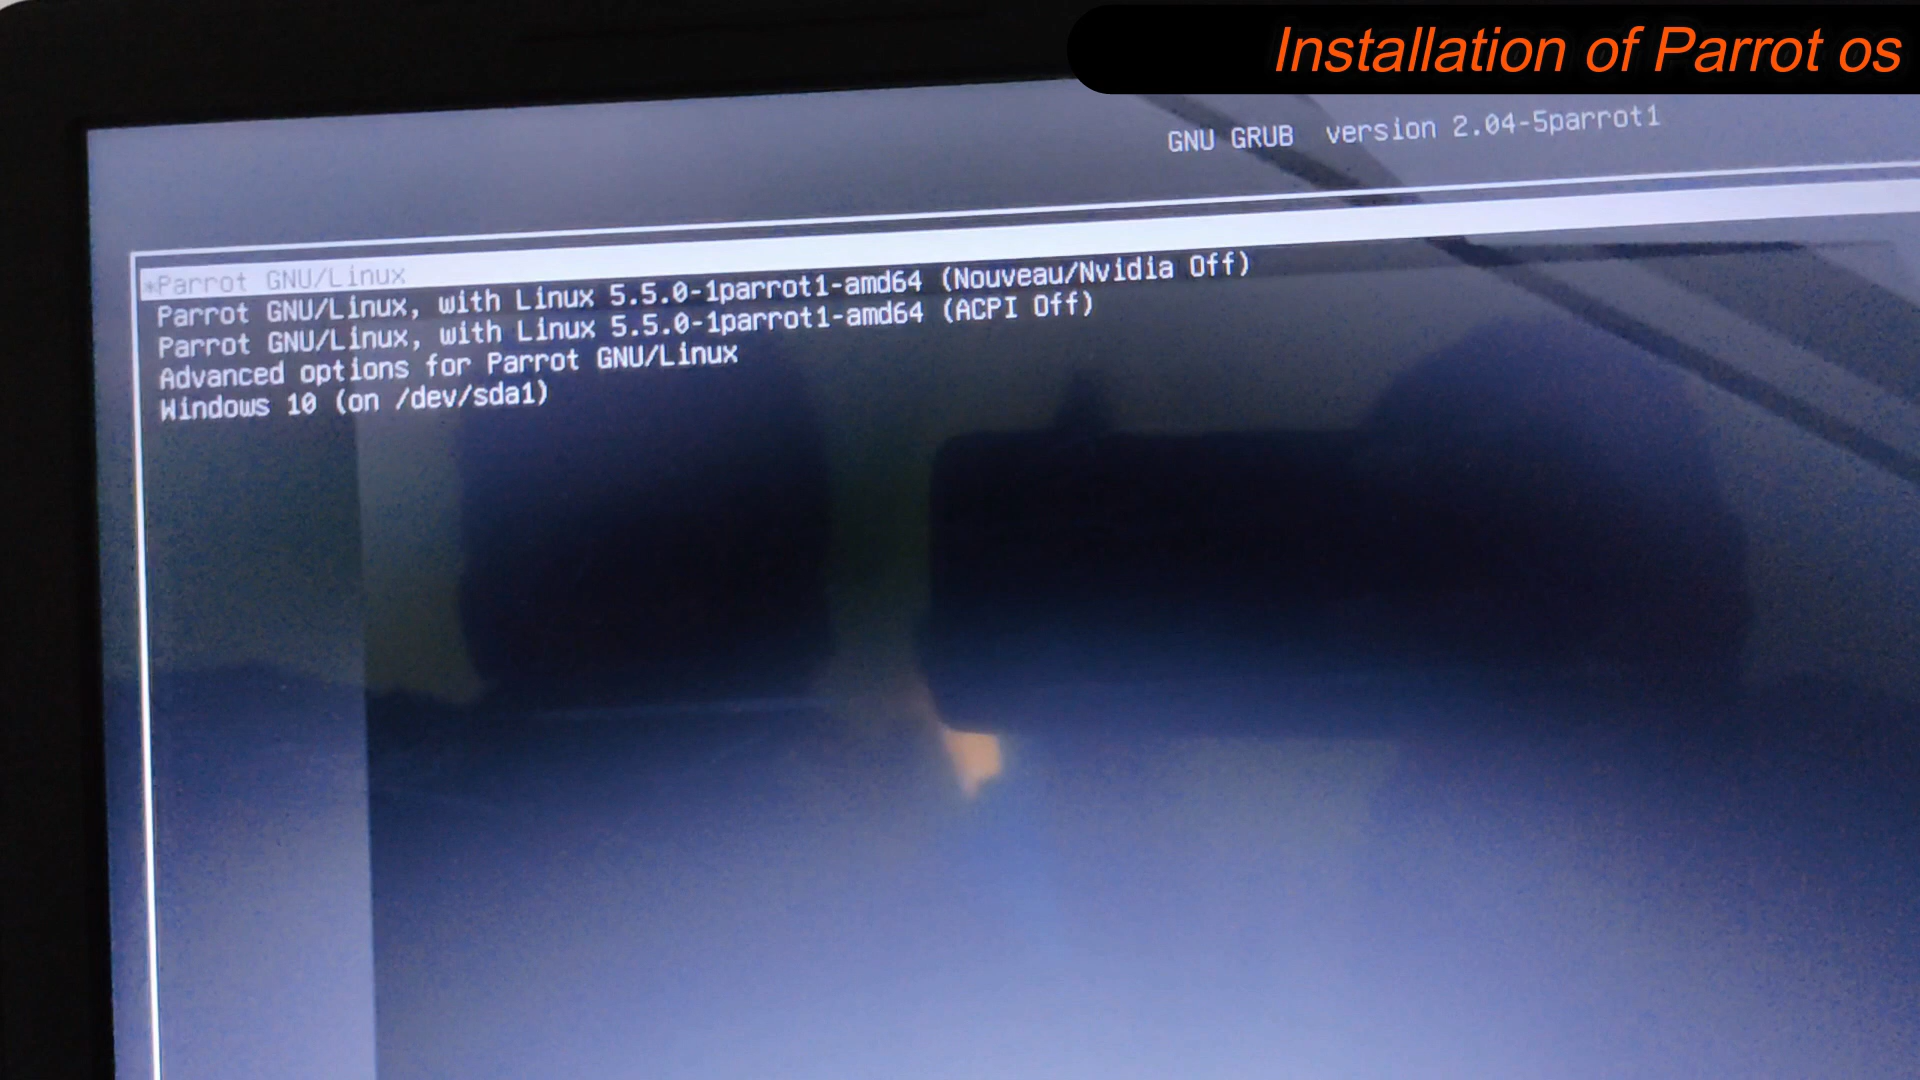 Installation of Parrot os
GNU GRUB version 2.04-5parrot1
*Parrot GNU/Linux
Parrot GNU/Linux, with Linux 5.5.0-1parrot1-amd64 (Nouveau/Nvidia Off)
Parrot GNU/Linux, with Linux 5.5.0-1parrot1-amd64 (ACPI Off)
Advanced options for Parrot GNU/Linux
Windows 10 (on /dev/sda1)